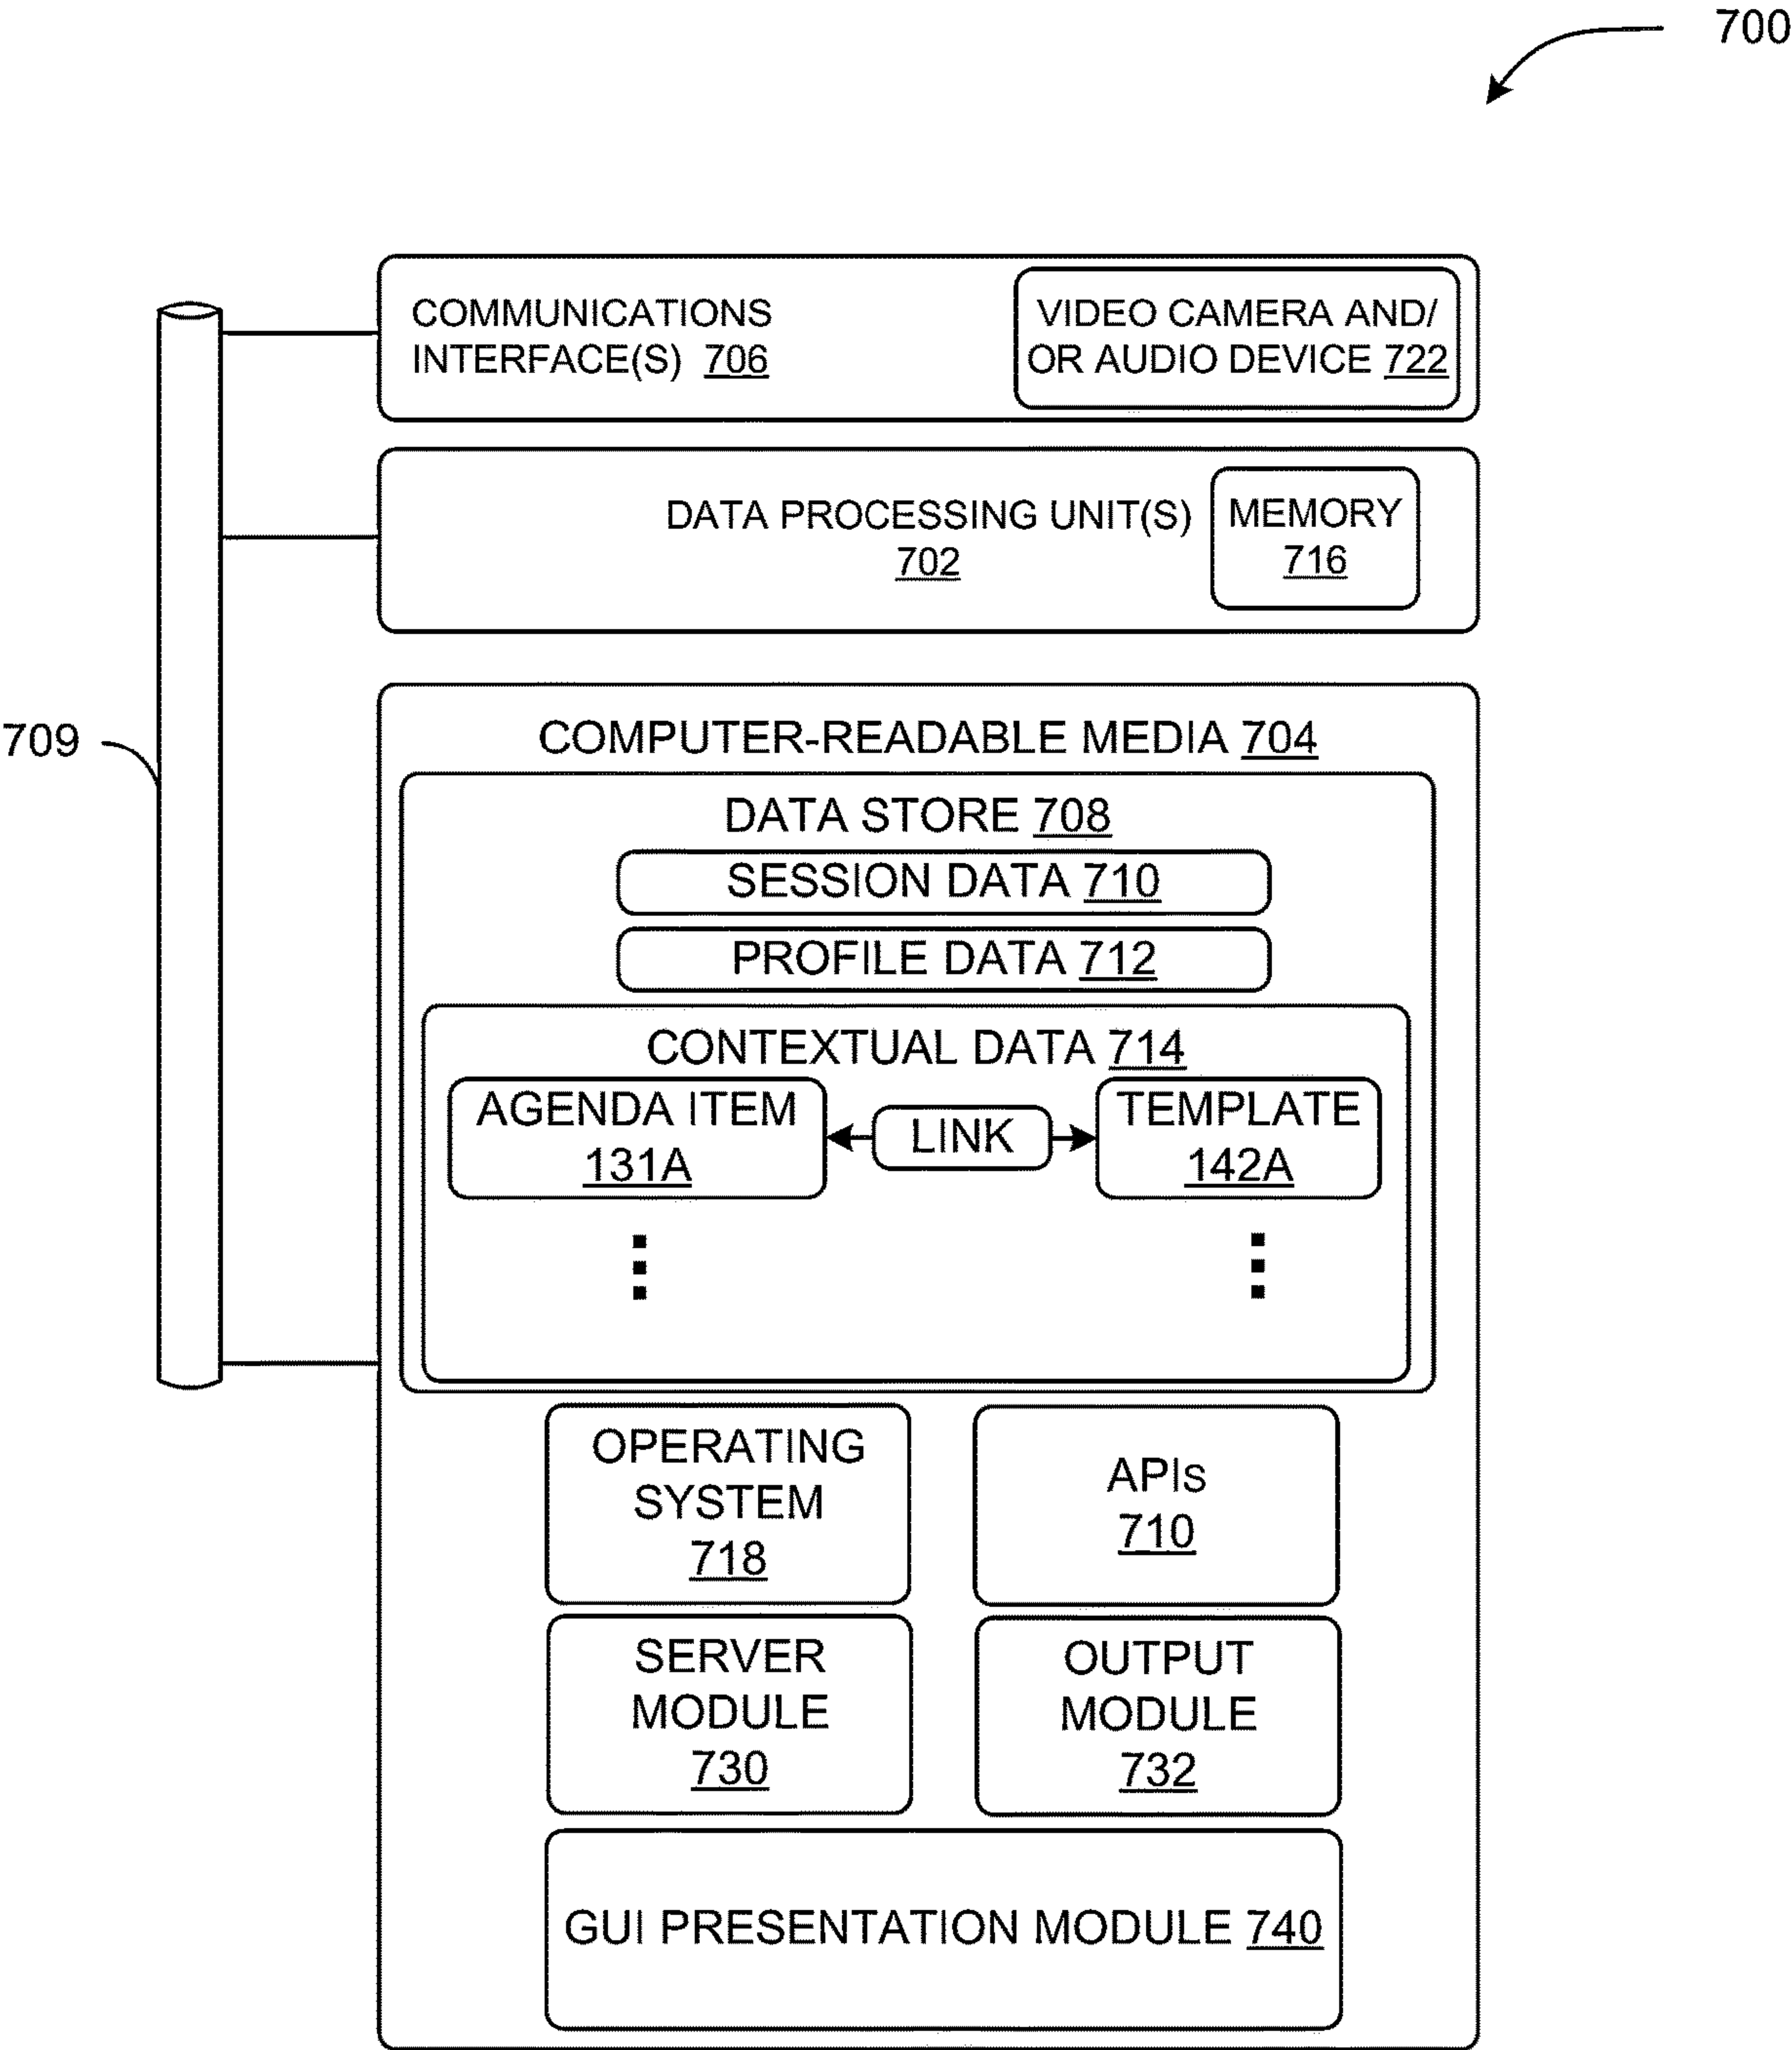 700
COMMUNICATIONS
INTERFACE(S) 706
VIDEO CAMERA AND/
OR AUDIO DEVICE 722
DATA PROCESSING UNIT(S)
702
MEMORY
716
709
COMPUTER-READABLE MEDIA 704
DATA STORE 708
SESSION DATA 710
PROFILE DATA 712
CONTEXTUAL DATA 714
AGENDA ITEM
131A
LINK
TEMPLATE
142A
OPERATING
SYSTEM
718
APIs
710
SERVER
MODULE
730
OUTPUT
MODULE
732
GUI PRESENTATION MODULE 740